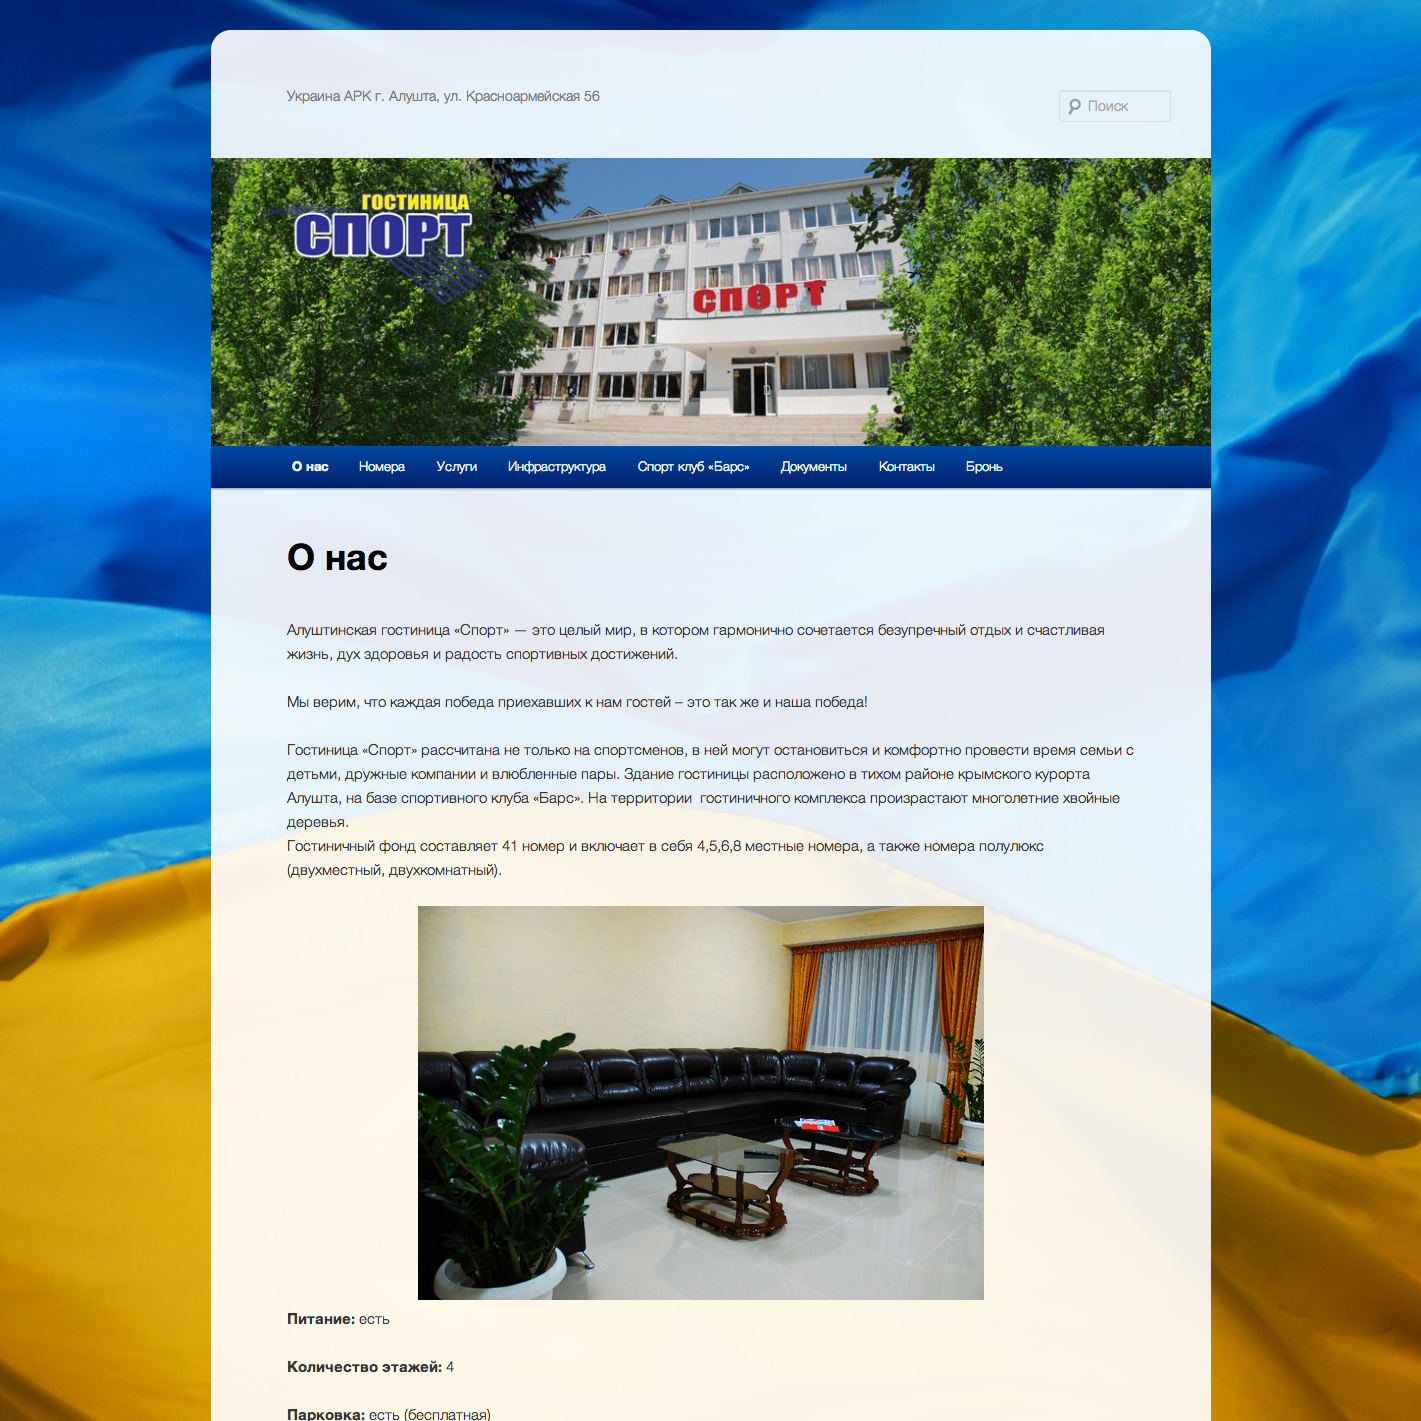 Украина АРК г. Алушта, ул. Красноармейская 56
Поиск
ГОСТИНИЦА
СПОРТ
СПОРТ
О нас Номера Услуги Инфраструктура Спорт клуб «Барс» Документы Контакты Бронь
О нас
Алуштинская гостиница «Спорт» — это целый мир, в котором гармонично сочетается безупречный отдых и счастливая
жизнь, дух здоровья и радость спортивных достижений.
Мы верим, что каждая победа приехавших к нам гостей – это так же и наша победа!
Гостиница «Спорт» рассчитана не только на спортсменов, в ней могут остановиться и комфортно провести время семьи с
детьми, дружные компании и влюбленные пары. Здание гостиницы расположено в тихом районе крымского курорта
Алушта, на базе спортивного клуба «Барс». На территории  гостиничного комплекса произрастают многолетние хвойные
деревья.
Гостиничный фонд составляет 41 номер и включает в себя 4,5,6,8 местные номера, а также номера полулюкс
(двухместный, двухкомнатный).
Питание: есть
Количество этажей: 4
Парковка: есть (бесплатная)